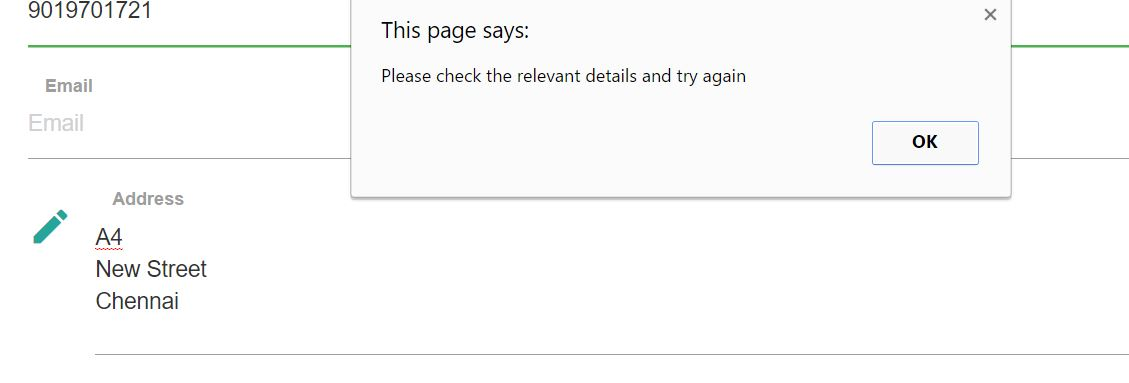 9019701721
This page says:
Please check the relevant details and try again
OK
Email
Email
Address
A4
New Street
Chennai